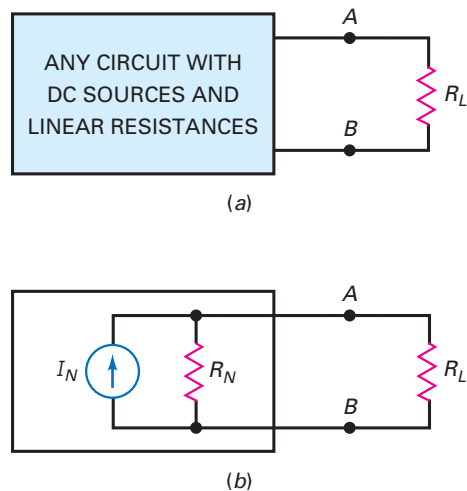 A
ANY CIRCUIT WITH
DC SOURCES AND
LINEAR RESISTANCES
R_L
B
(a)
A
I_N
R_N
R_L
B
(b)